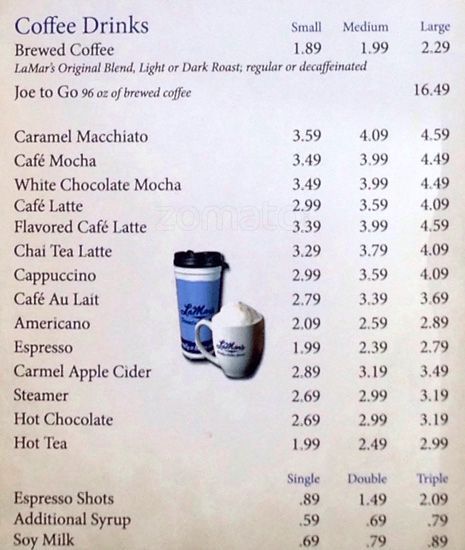 Coffee Drinks Small Medium Large
Brewed Coffee 1.89 1.99 2.29
LaMar's Original Blend, Light or Dark Roast; regular or decaffeinated
Joe to Go 96 oz of brewed coffee 16.49
Caramel Macchiato 3.59 4.09 4.59
Café Mocha 3.49 3.99 4.49
White Chocolate Mocha 3.49 3.99 4.49
Café Latte 2.99 3.59 4.09
zomato
Flavored Café Latte 3.39 3.99 4.59
Chai Tea Latte 3.29 3.79 4.09
Cappuccino 2.99 3.59 4.09
Café Au Lait 2.79 3.39 3.69
LaMar's
Americano 2.09 2.59 2.89
Espresso 1.99 2.39 2.79
LaMar's
Carmel Apple Cider 2.89 3.19 3.49
Steamer 2.69 2.99 3.19
Hot Chocolate 2.69 2.99 3.19
Hot Tea 1.99 2.49 2.99
Single Double Triple
Espresso Shots .89 1.49 2.09
Additional Syrup .59 .69 .79
Soy Milk .69 .79 .89